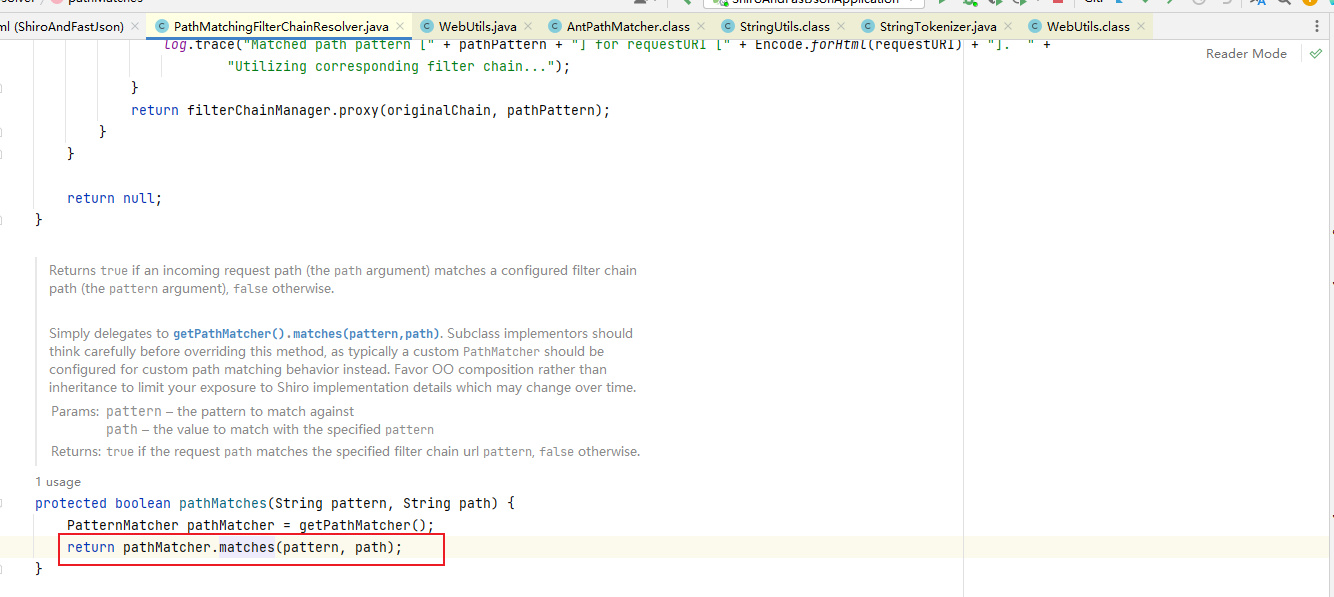 pathMatches
ShiroAndFastJsonApplication
ml (ShiroAndFastJson) PathMatchingFilterChainResolver.java WebUtils.java AntPathMatcher.class StringUtils.class StringTokenizer.java WebUtils.class
log.trace("Matched path pattern [" + pathPattern + "] for requestURI [" + Encode.forHtml(requestURI) + "].  " +
Reader Mode
"Utilizing corresponding filter chain...");
}
return filterChainManager.proxy(originalChain, pathPattern);
}
}
return null;
}
Returns true if an incoming request path (the path argument) matches a configured filter chain
path (the pattern argument), false otherwise.
Simply delegates to getPathMatcher().matches(pattern,path). Subclass implementors should
think carefully before overriding this method, as typically a custom PathMatcher should be
configured for custom path matching behavior instead. Favor OO composition rather than
inheritance to limit your exposure to Shiro implementation details which may change over time.
Params: pattern – the pattern to match against
path – the value to match with the specified pattern
Returns: true if the request path matches the specified filter chain url pattern, false otherwise.
1 usage
protected boolean pathMatches(String pattern, String path) {
PatternMatcher pathMatcher = getPathMatcher();
return pathMatcher.matches(pattern, path);
}